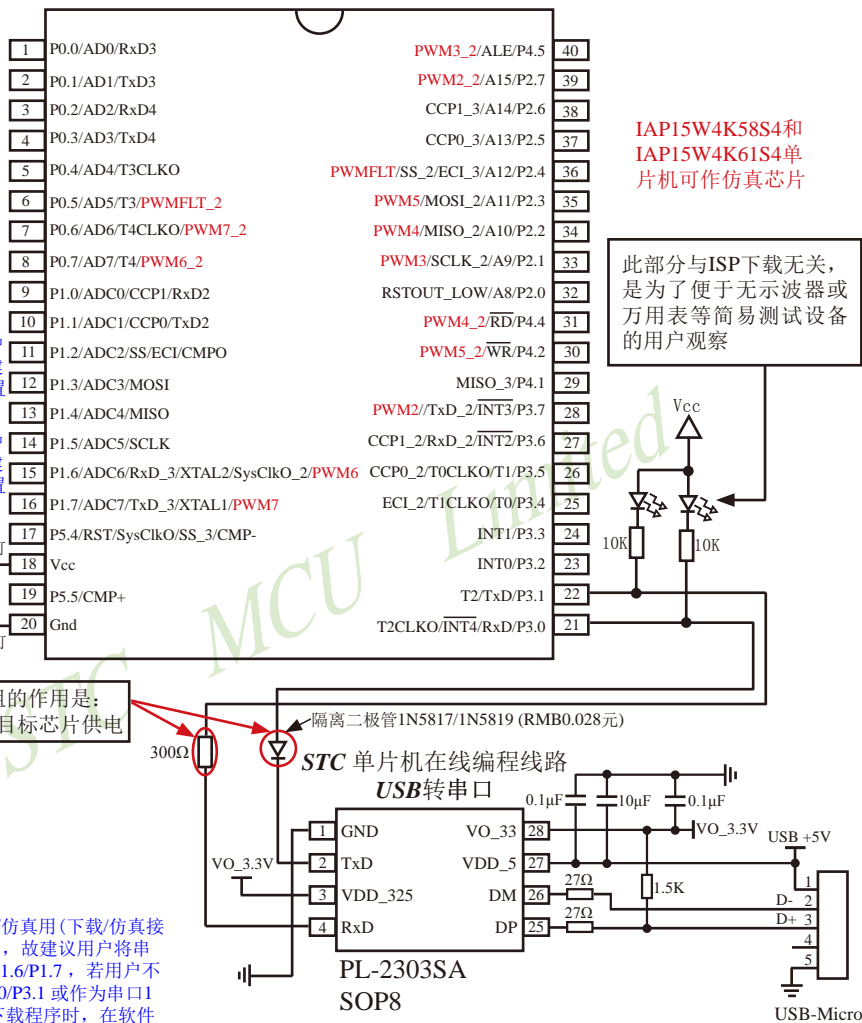 1 P0.0/AD0/RxD3
2 P0.1/AD1/TxD3
3 P0.2/AD2/RxD4
4 P0.3/AD3/TxD4
5 P0.4/AD4/T3CLKO
6 P0.5/AD5/T3/PWMFLT_2
7 P0.6/AD6/T4CLKO/PWM7_2
8 P0.7/AD7/T4/PWM6_2
9 P1.0/ADC0/CCP1/RxD2
10 P1.1/ADC1/CCP0/TxD2
11 P1.2/ADC2/SS/ECI/CMPO
12 P1.3/ADC3/MOSI
13 P1.4/ADC4/MISO
14 P1.5/ADC5/SCLK
15 P1.6/ADC6/RxD_3/XTAL2/SysClkO_2/PWM6
16 P1.7/ADC7/TxD_3/XTAL1/PWM7
17 P5.4/RST/SysClkO/SS_3/CMP-
18 Vcc
19 P5.5/CMP+
20 Gnd
PWM3_2/ALE/P4.5 40
PWM2_2/A15/P2.7 39
CCP1_3/A14/P2.6 38
CCP0_3/A13/P2.5 37
PWMFLT/SS_2/ECI_3/A12/P2.4 36
PWM5/MOSI_2/A11/P2.3 35
PWM4/MISO_2/A10/P2.2 34
PWM3/SCLK_2/A9/P2.1 33
RSTOUT_LOW/A8/P2.0 32
PWM4_2/RD/P4.4 31
PWM5_2/WR/P4.2 30
MISO_3/P4.1 29
PWM2//TxD_2/INT3/P3.7 28
CCP1_2/RxD_2/INT2/P3.6 27
CCP0_2/T0CLKO/T1/P3.5 26
ECI_2/T1CLKO/T0/P3.4 25
INT1/P3.3 24
INT0/P3.2 23
T2/TxD/P3.1 22
T2CLKO/INT4/RxD/P3.0 21
IAP15W4K58S4和
IAP15W4K61S4单
片机可作仿真芯片
此部分与ISP下载无关，
是为了便于无示波器或
万用表等简易测试设备
的用户观察
Vcc
10K
10K
STC MCU Limited
的作用是:
目标芯片供电
300Ω
隔离二极管1N5817/1N5819 (RMB0.028元)
STC 单片机在线编程线路
USB转串口
0.1μF
10μF
0.1μF
VO_3.3V
USB +5V
VO_3.3V
1 GND
2 TxD
3 VDD_325
4 RxD
VO_33 28
VDD_5 27
DM 26
DP 25
27Ω
27Ω
1.5K
1
D- 2
D+ 3
4
5
PL-2303SA
SOP8
USB-Micro
仿真用(下载/仿真接
，故建议用户将串
1.6/P1.7 ，若用户不
0/P3.1 或作为串口1
下载程序时，在软件